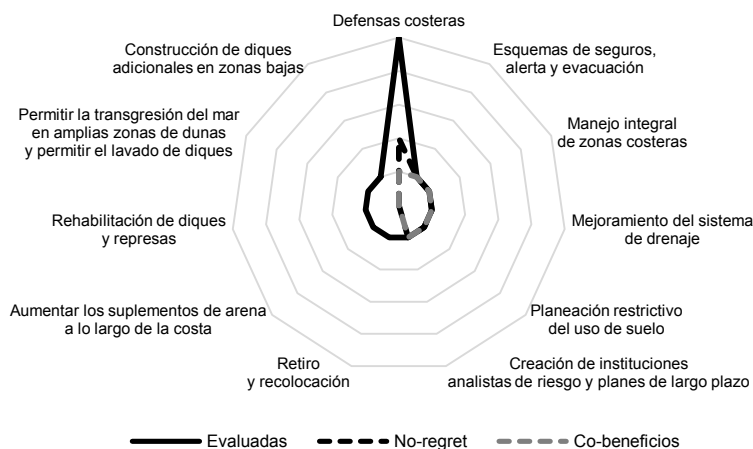 Defensas costeras
Esquemas de seguros,
alerta y evacuación
Manejo integral
de zonas costeras
Mejoramiento del sistema
de drenaje
Planeación restrictivo
del uso de suelo
Creación de instituciones
analistas de riesgo y planes de largo plazo
Retiro
y recolocación
Aumentar los suplementos de arena
a lo largo de la costa
Rehabilitación de diques
y represas
Permitir la transgresión del mar
en amplias zonas de dunas
y permitir el lavado de diques
Construcción de diques
adicionales en zonas bajas
Evaluadas No-regret Co-beneficios